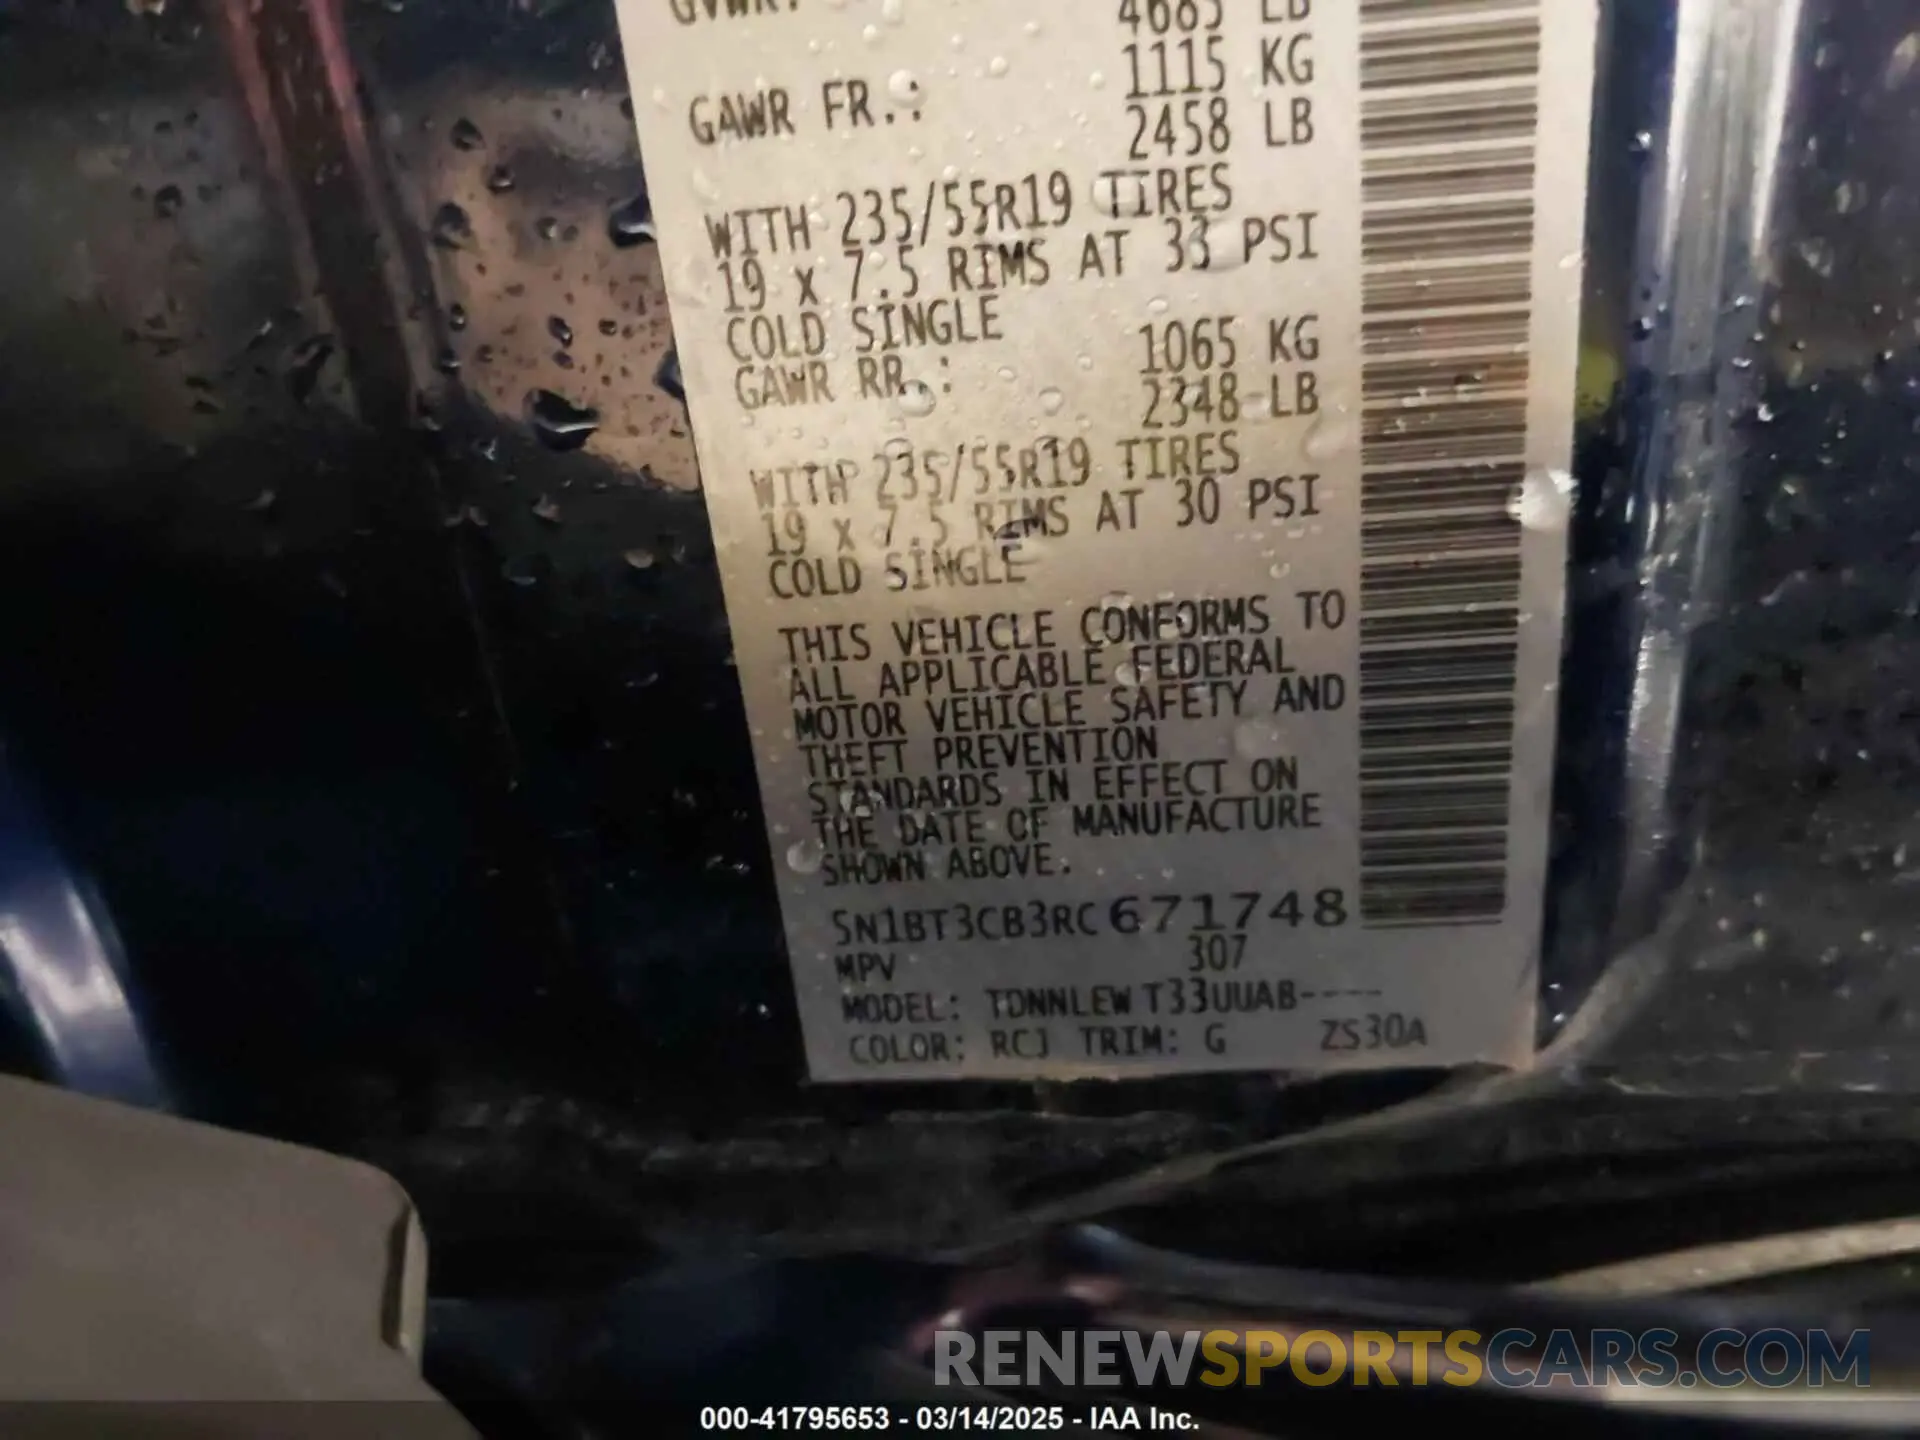 GVWR:
4685 LB
1115 KG
GAWR FR.:
2458 LB
WITH 235/55R19 TIRES
19 x 7.5 RIMS AT 33 PSI
COLD SINGLE
1065 KG
GAWR RR.:
2348 LB
WITH 235/55R19 TIRES
19 x 7.5 RIMS AT 30 PSI
COLD SINGLE
THIS VEHICLE CONFORMS TO
ALL APPLICABLE FEDERAL
MOTOR VEHICLE SAFETY AND
THEFT PREVENTION
STANDARDS IN EFFECT ON
THE DATE OF MANUFACTURE
SHOWN ABOVE.
5N1BT3CB3RC671748
MPV 307
MODEL: TDNNLEW T33UUAB----
COLOR: RCJ TRIM: G ZS30A
RENEWSPORTSCARS.COM
000-41795653 - 03/14/2025 - IAA Inc.